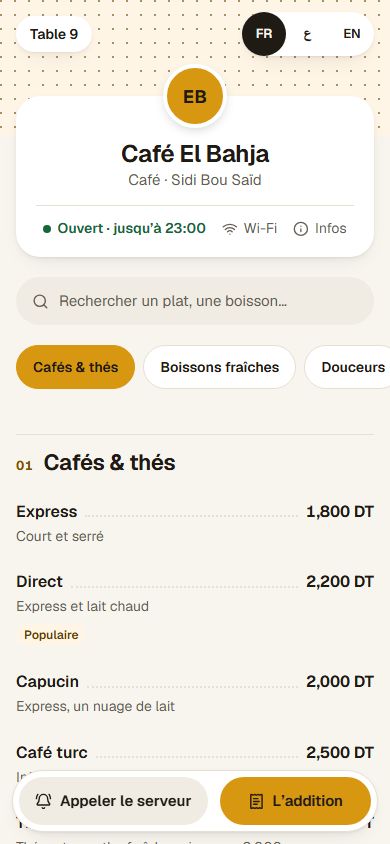 Table 9
FR ع EN
EB
Café El Bahja
Café · Sidi Bou Saïd
Ouvert · jusqu'à 23:00 Wi-Fi Infos
Rechercher un plat, une boisson...
Cafés & thés Boissons fraîches Douceurs
01 Cafés & thés
Express 1,800 DT
Court et serré
Direct 2,200 DT
Express et lait chaud
Populaire
Capucin 2,000 DT
Express, un nuage de lait
Café turc 2,500 DT
Appeler le serveur L'addition